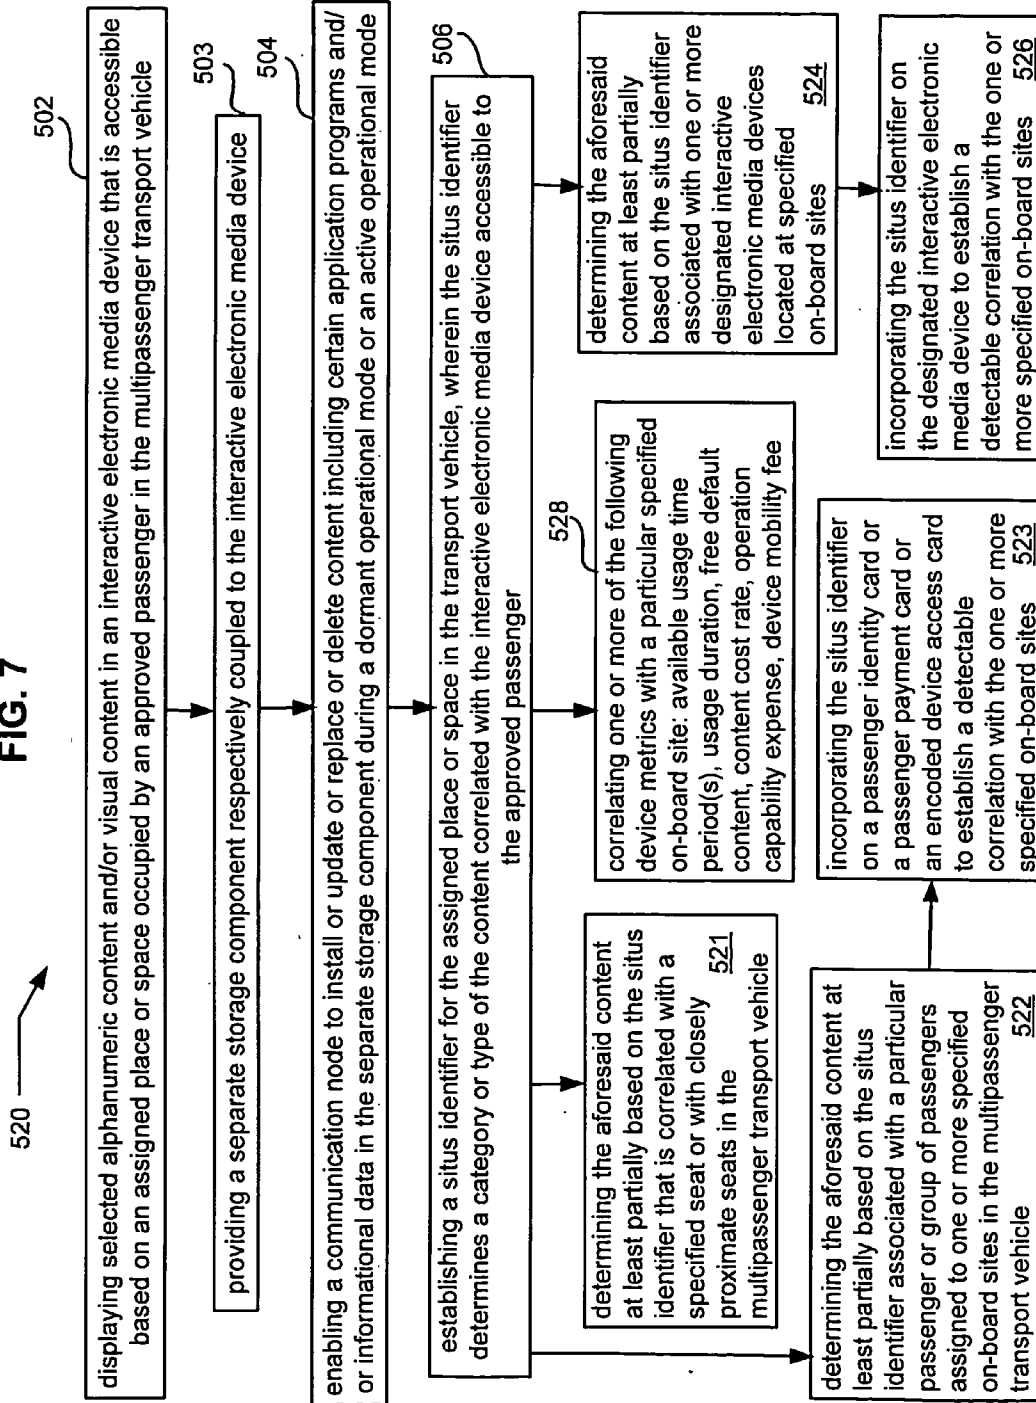 FIG. 7
520
502
displaying selected alphanumeric content and/or visual content in an interactive electronic media device that is accessible
based on an assigned place or space occupied by an approved passenger in the multipassenger transport vehicle
503
providing a separate storage component respectively coupled to the interactive electronic media device
504
enabling a communication node to install or update or replace or delete content including certain application programs and/
or informational data in the separate storage component during a dormant operational mode or an active operational mode
506
establishing a situs identifier for the assigned place or space in the transport vehicle, wherein the situs identifier
determines a category or type of the content correlated with the interactive electronic media device accessible to
the approved passenger
determining the aforesaid content
at least partially based on the situs
identifier that is correlated with a
specified seat or with closely
proximate seats in the 521
multipassenger transport vehicle
528
correlating one or more of the following
device metrics with a particular specified
on-board site: available usage time
period(s), usage duration, free default
content, content cost rate, operation
capability expense, device mobility fee
determining the aforesaid
content at least partially
based on the situs identifier
associated with one or more
designated interactive
electronic media devices
located at specified
on-board sites 524
determining the aforesaid content at
least partially based on the situs
identifier associated with a particular
passenger or group of passengers
assigned to one or more specified
on-board sites in the multipassenger
transport vehicle 522
incorporating the situs identifier
on a passenger identity card or
a passenger payment card or
an encoded device access card
to establish a detectable
correlation with the one or more
specified on-board sites 523
incorporating the situs identifier on
the designated interactive electronic
media device to establish a
detectable correlation with the one or
more specified on-board sites 526